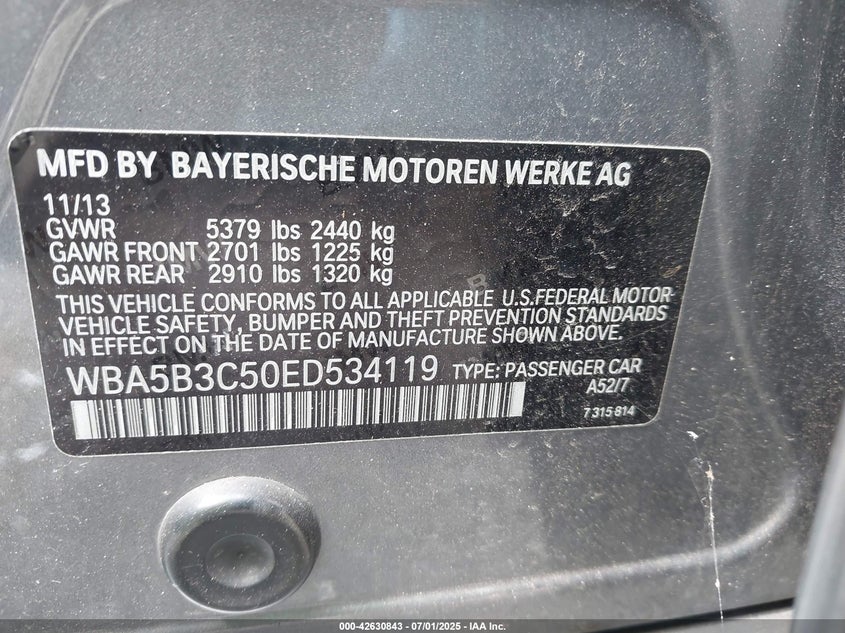 MFD BY BAYERISCHE MOTOREN WERKE AG
11/13
GVWR 5379 lbs 2440 kg
GAWR FRONT 2701 lbs 1225 kg
GAWR REAR 2910 lbs 1320 kg
THIS VEHICLE CONFORMS TO ALL APPLICABLE U.S.FEDERAL MOTOR
VEHICLE SAFETY, BUMPER AND THEFT PREVENTION STANDARDS
IN EFFECT ON THE DATE OF MANUFACTURE SHOWN ABOVE.
WBA5B3C50ED534119 TYPE: PASSENGER CAR
A52/7
7 315 814
000-42630843 - 07/01/2025 - IAA Inc.